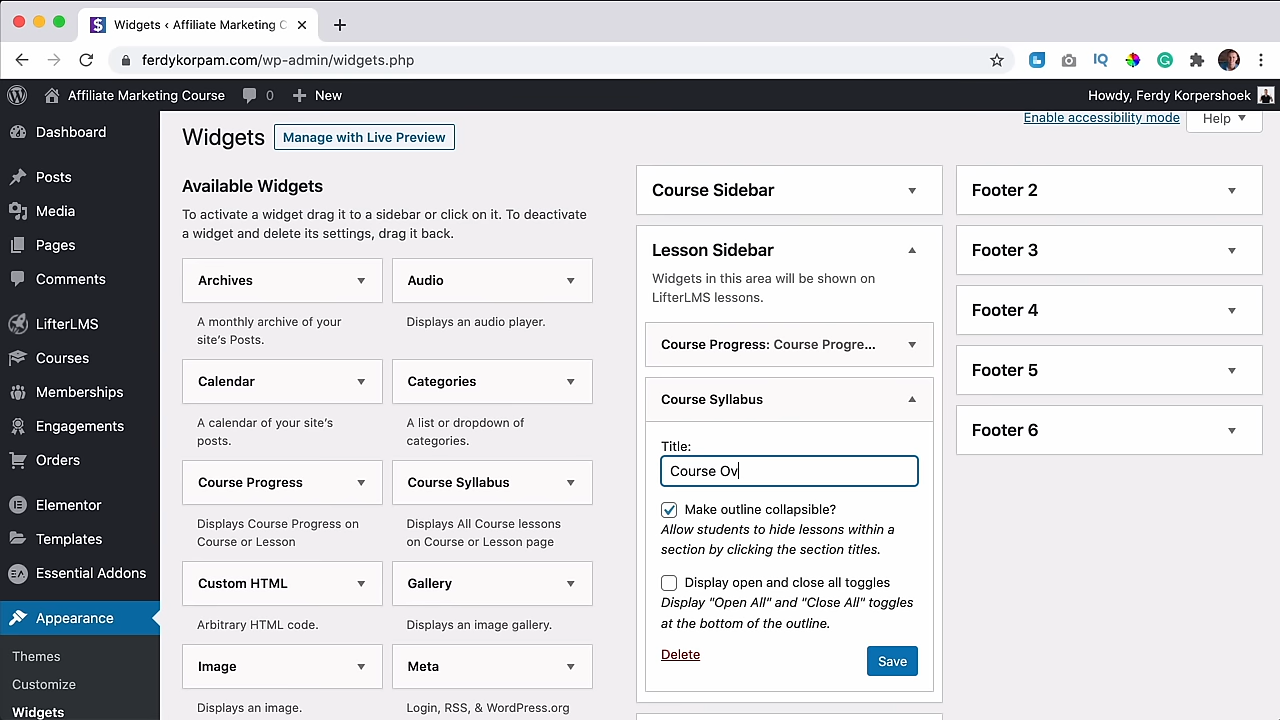 Widgets ‹ Affiliate Marketing C
ferdykorpam.com/wp-admin/widgets.php
IQ
Affiliate Marketing Course
0
New
Howdy, Ferdy Korpershoek
Dashboard
Posts
Media
Pages
Comments
LifterLMS
Courses
Memberships
Engagements
Orders
Elementor
Templates
Essential Addons
Appearance
Themes
Customize
Widgets
Enable accessibility mode
Help
Widgets
Manage with Live Preview
Available Widgets
To activate a widget drag it to a sidebar or click on it. To deactivate
a widget and delete its settings, drag it back.
Archives
A monthly archive of your
site's Posts.
Audio
Displays an audio player.
Calendar
A calendar of your site's
posts.
Categories
A list or dropdown of
categories.
Course Progress
Displays Course Progress on
Course or Lesson
Course Syllabus
Displays All Course lessons
on Course or Lesson page
Custom HTML
Arbitrary HTML code.
Gallery
Displays an image gallery.
Image
Displays an image.
Meta
Login, RSS, & WordPress.org
Course Sidebar
Lesson Sidebar
Widgets in this area will be shown on
LifterLMS lessons.
Course Progress: Course Progre...
Course Syllabus
Title:
Course Ov
Make outline collapsible?
Allow students to hide lessons within a
section by clicking the section titles.
Display open and close all toggles
Display "Open All" and "Close All" toggles
at the bottom of the outline.
Delete
Save
Footer 2
Footer 3
Footer 4
Footer 5
Footer 6